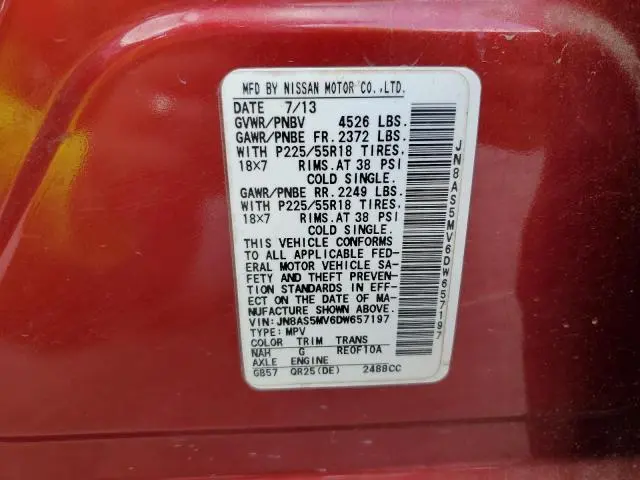 MFD BY NISSAN MOTOR CO.,LTD.
DATE 7/13
GVWR/PNBV 4526 LBS.
GAWR/PNBE FR. 2372 LBS.
WITH P225/55R18 TIRES.
18X7 RIMS. AT 38 PSI
COLD SINGLE.
GAWR/PNBE RR. 2249 LBS.
WITH P225/55R18 TIRES.
18X7 RIMS. AT 38 PSI
COLD SINGLE.
THIS VEHICLE CONFORMS
TO ALL APPLICABLE FED-
ERAL MOTOR VEHICLE SA-
FETY AND THEFT PREVEN-
TION STANDARDS IN EFF-
ECT ON THE DATE OF MA-
NUFACTURE SHOWN ABOVE.
VIN: JN8AS5MV6DW657197
TYPE: MPV
COLOR TRIM TRANS
NAH G RE0F10A
AXLE ENGINE
GB57 QR25(DE) 2488CC
JN8AS5MV6DW657197